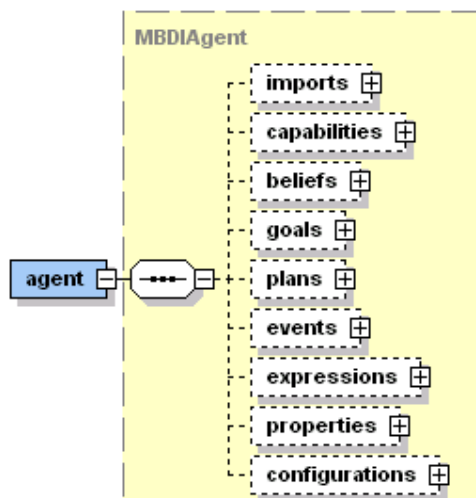 MBDIAgent
imports
capabilities
beliefs
goals
agent
plans
events
expressions
properties
configurations